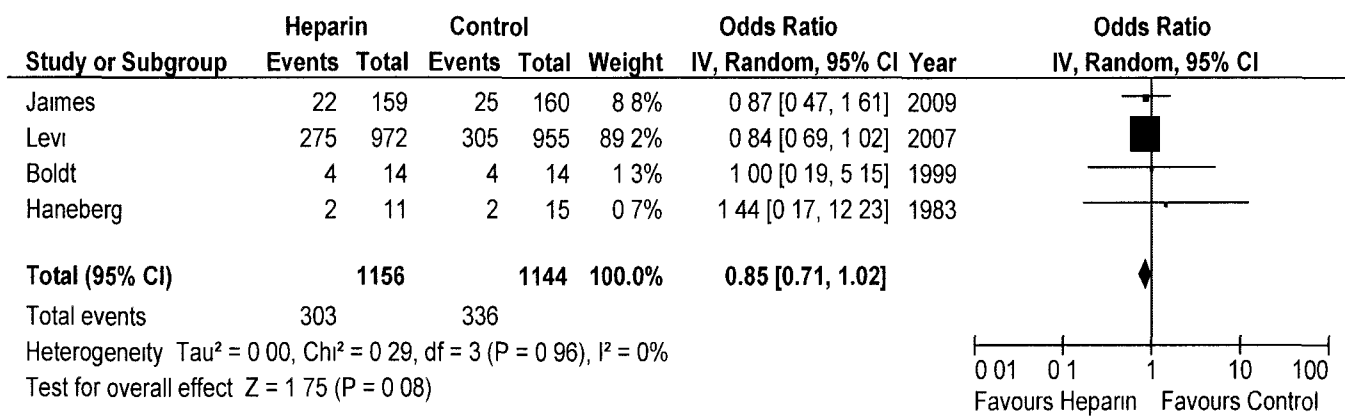 Heparin Control Odds Ratio Odds Ratio
Study or Subgroup Events Total Events Total Weight IV, Random, 95% CI Year IV, Random, 95% CI
Jaimes 22 159 25 160 8 8% 0 87 [0 47, 1 61] 2009
Levi 275 972 305 955 89 2% 0 84 [0 69, 1 02] 2007
Boldt 4 14 4 14 1 3% 1 00 [0 19, 5 15] 1999
Haneberg 2 11 2 15 0 7% 1 44 [0 17, 12 23] 1983
Total (95% CI) 1156 1144 100.0% 0.85 [0.71, 1.02]
Total events 303 336
Heterogeneity Tau² = 0 00, Chi² = 0 29, df = 3 (P = 0 96), I² = 0%
Test for overall effect Z = 1 75 (P = 0 08)
0 01 0 1 1 10 100
Favours Heparin Favours Control